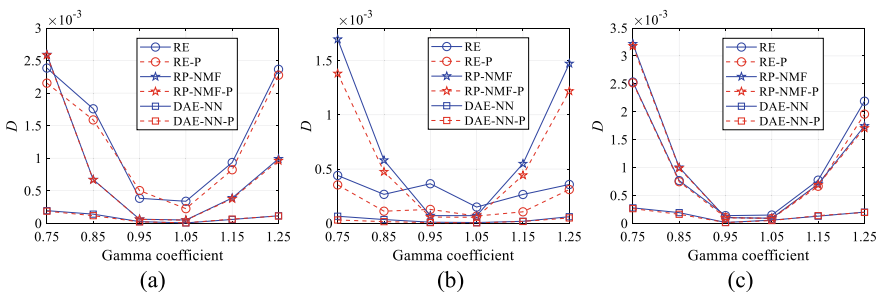 ×10⁻³
3
2.5
2
1.5
1
0.5
0
D
0.75 0.85 0.95 1.05 1.15 1.25
Gamma coefficient
RE
RE-P
RP-NMF
RP-NMF-P
DAE-NN
DAE-NN-P
(a)
×10⁻³
1.5
1
0.5
0
D
0.75 0.85 0.95 1.05 1.15 1.25
Gamma coefficient
RE
RE-P
RP-NMF
RP-NMF-P
DAE-NN
DAE-NN-P
(b)
×10⁻³
3.5
3
2.5
2
1.5
1
0.5
0
D
0.75 0.85 0.95 1.05 1.15 1.25
Gamma coefficient
RE
RE-P
RP-NMF
RP-NMF-P
DAE-NN
DAE-NN-P
(c)